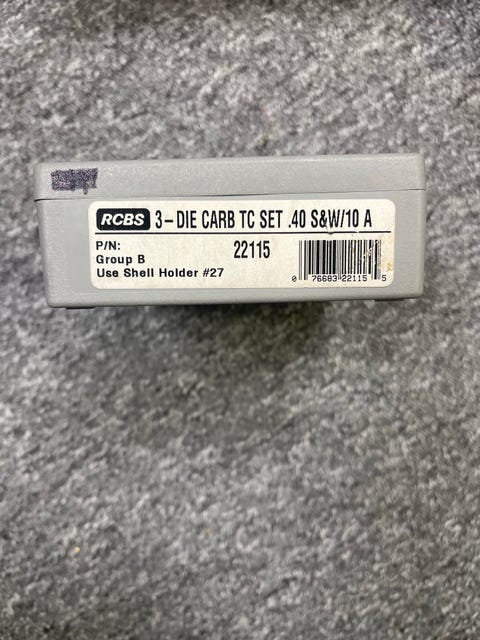 RCBS 3-DIE CARB TC SET .40 S&W/10 A
P/N: 22115
Group B
Use Shell Holder #27
0 76683 22115 5